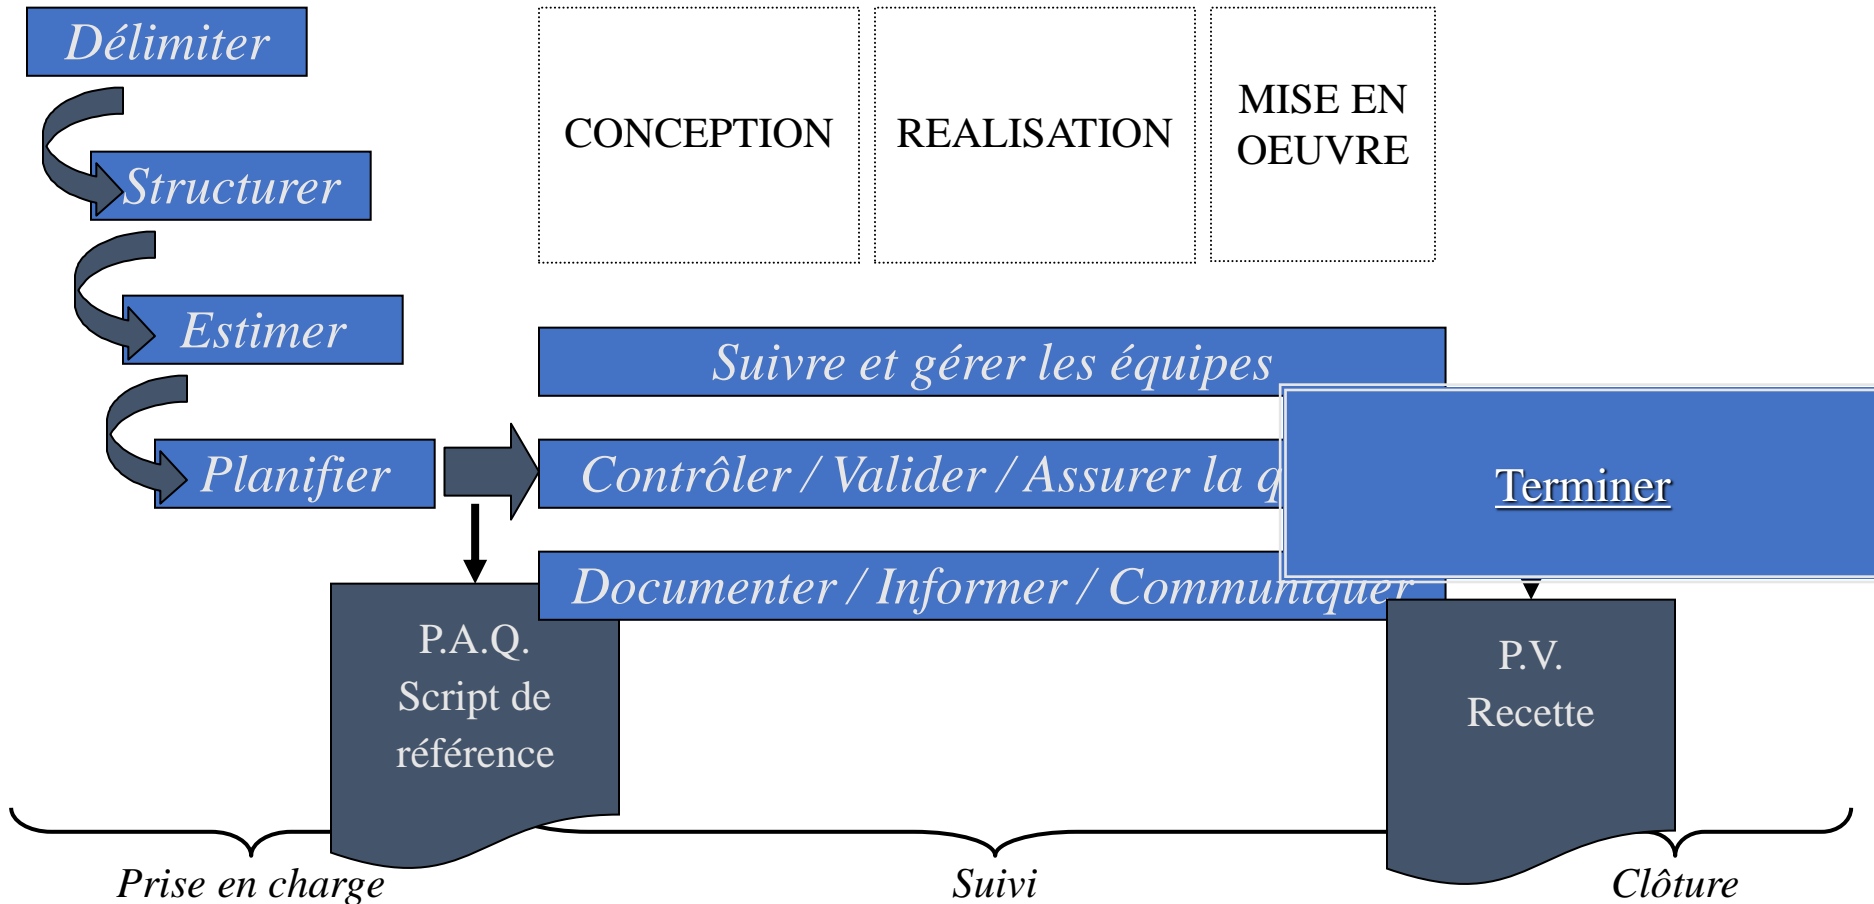 Délimiter
Structurer
Estimer
Planifier
CONCEPTION
REALISATION
MISE EN
OEUVRE
Suivre et gérer les équipes
Contrôler / Valider / Assurer la q
Documenter / Informer / Communiquer
Terminer
P.A.Q.
Script de
référence
P.V.
Recette
Prise en charge
Suivi
Clôture